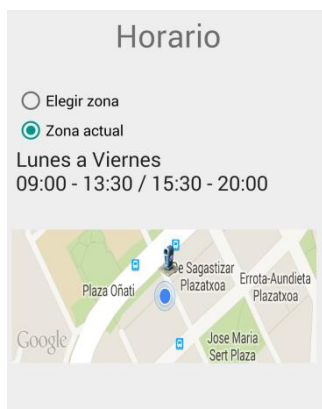 Horario
Elegir zona
Zona actual
Lunes a Viernes
09:00 - 13:30 / 15:30 - 20:00
De Sagastizar
Plazatxoa
Errota-Aundieta
Plazatxoa
Plaza Oñati
Jose Maria
Sert Plaza
Google